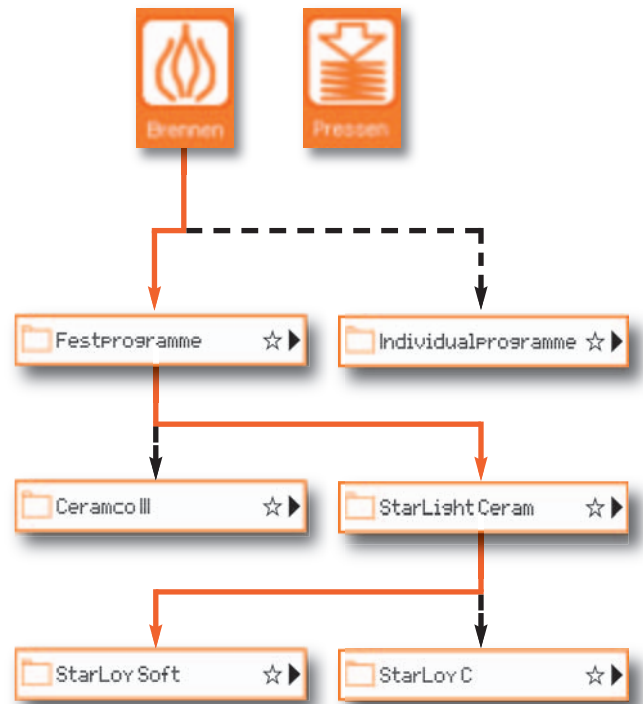 Brennen
Pressen
Festprogramme
Individualprogramme
Ceramco III
StarLight Ceram
StarLoy Soft
StarLoy C